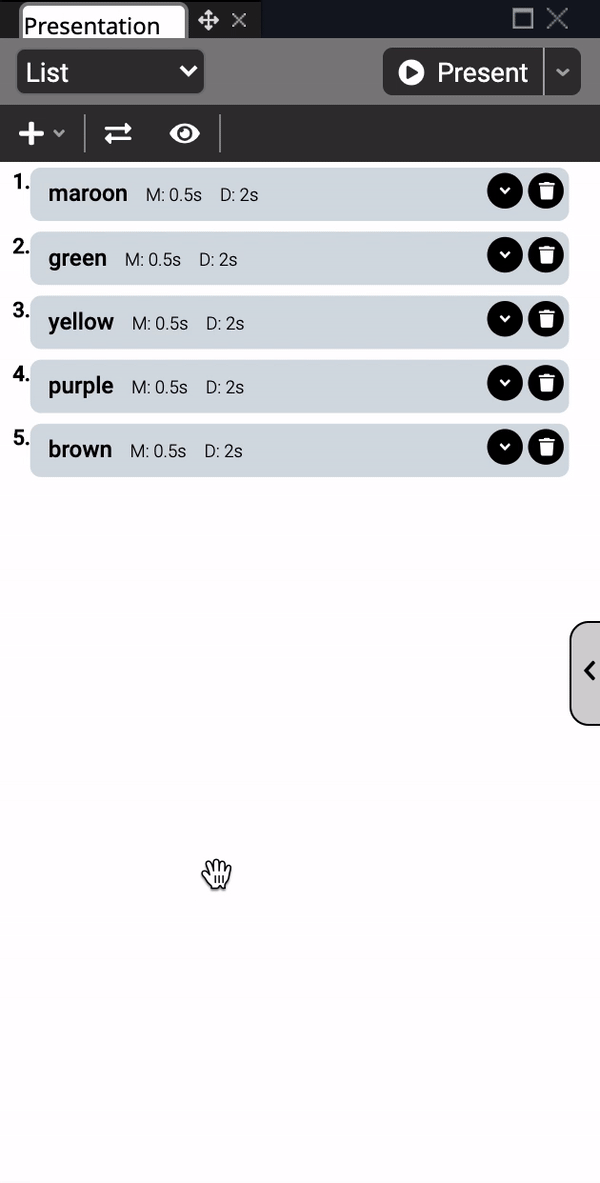 Presentation
List
Present
1. maroon M: 0.5s D: 2s
2. green M: 0.5s D: 2s
3. yellow M: 0.5s D: 2s
4. purple M: 0.5s D: 2s
5. brown M: 0.5s D: 2s